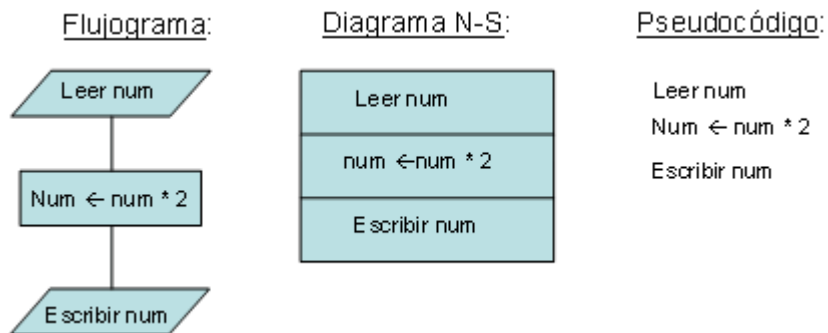 Flujograma:
Leer num
Num ← num * 2
Escribir num
Diagrama N-S:
Leer num
num ←num * 2
Escribir num
Pseudocódigo:
Leer num
Num ← num * 2
Escribir num